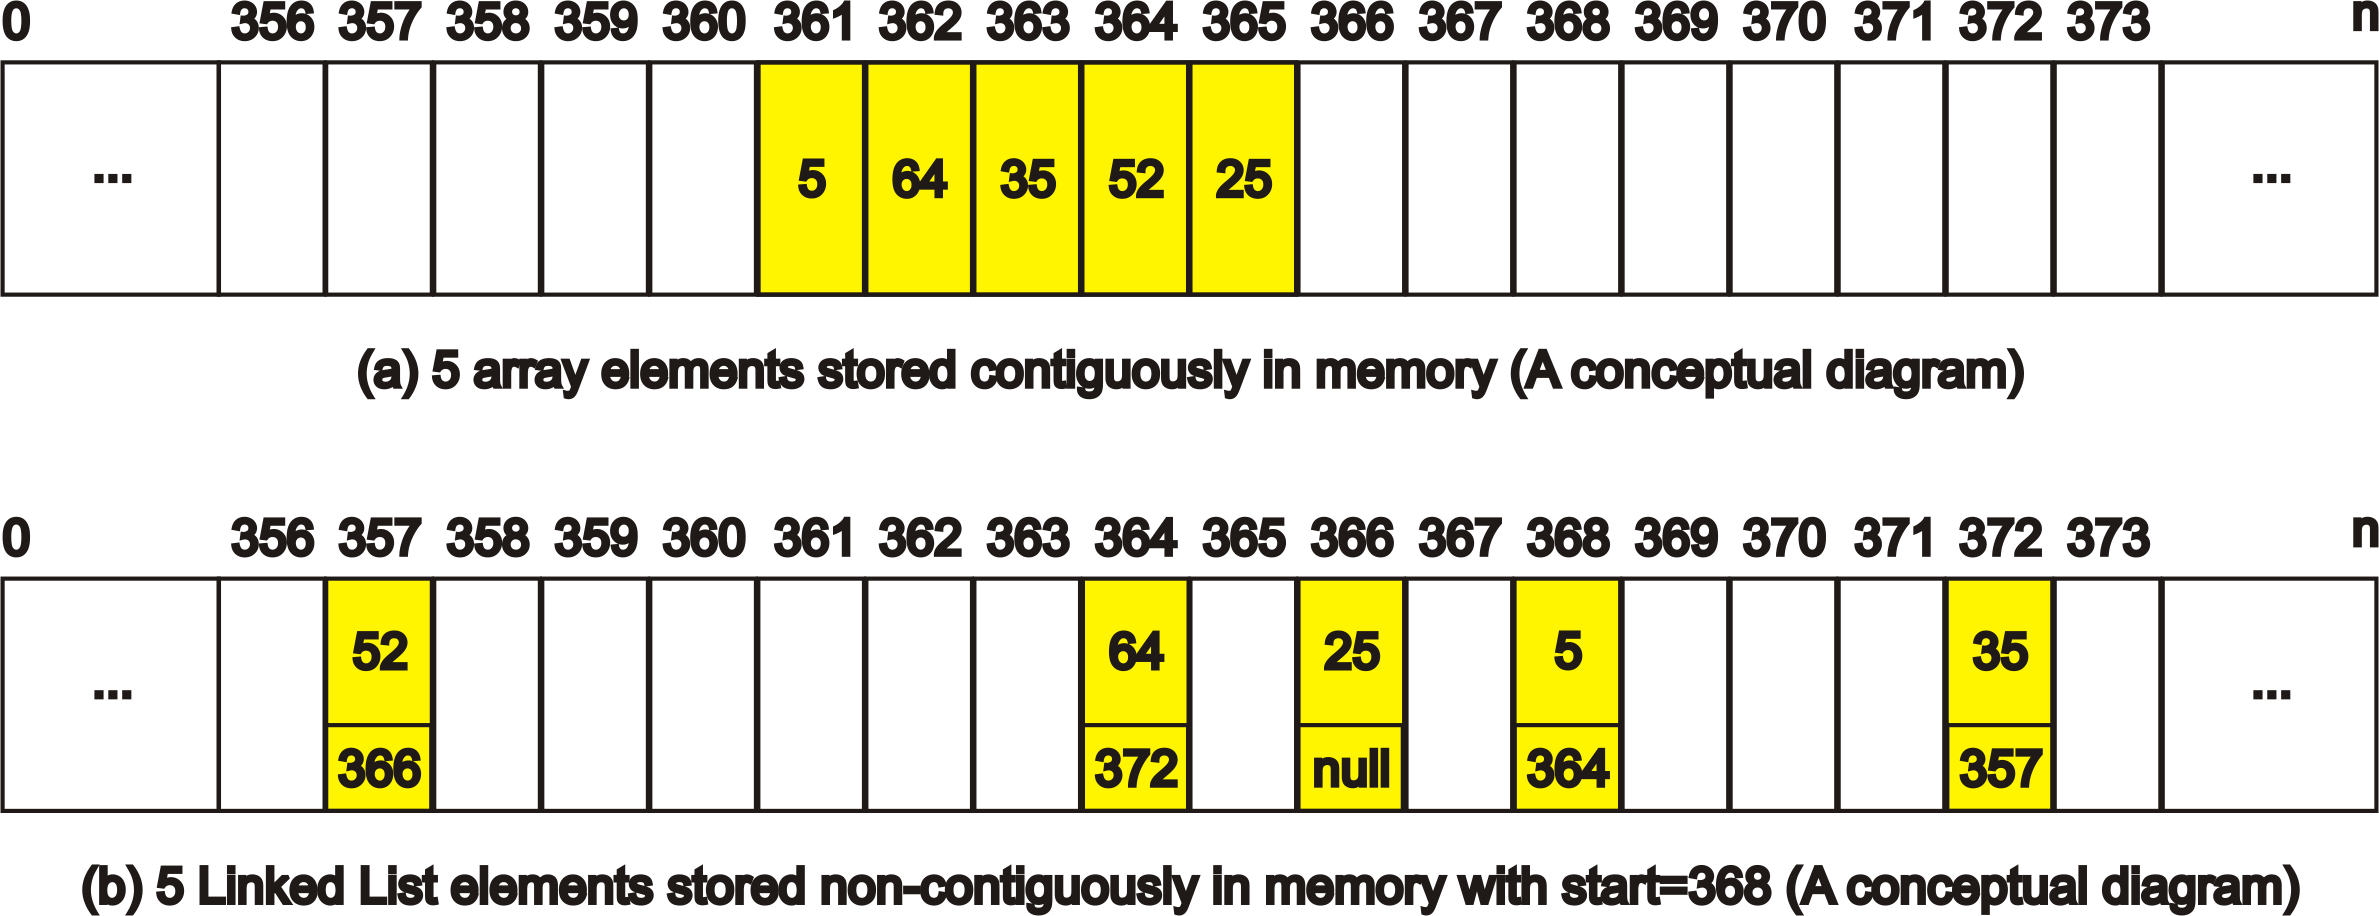 0 356 357 358 359 360 361 362 363 364 365 366 367 368 369 370 371 372 373 n
... 5 64 35 52 25 ...
(a) 5 array elements stored contiguously in memory (A conceptual diagram)
0 356 357 358 359 360 361 362 363 364 365 366 367 368 369 370 371 372 373 n
... 52 64 25 5 35 ...
366 372 null 364 357
(b) 5 Linked List elements stored non-contiguously in memory with start=368 (A conceptual diagram)